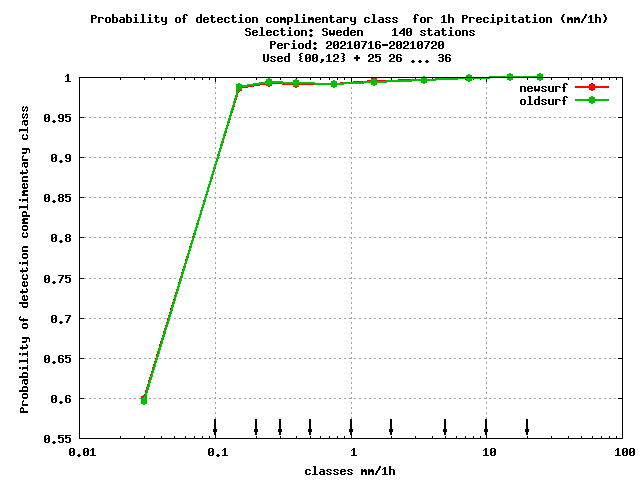 Probability of detection complimentary class  for 1h Precipitation (mm/1h)
Selection: Sweden    140 stations
Period: 20210716-20210720
Used {00,12} + 25 26 ... 36
newsurf
oldsurf
Probability of detection complimentary class
1
0.95
0.9
0.85
0.8
0.75
0.7
0.65
0.6
0.55
0.01 0.1 1 10 100
classes mm/1h